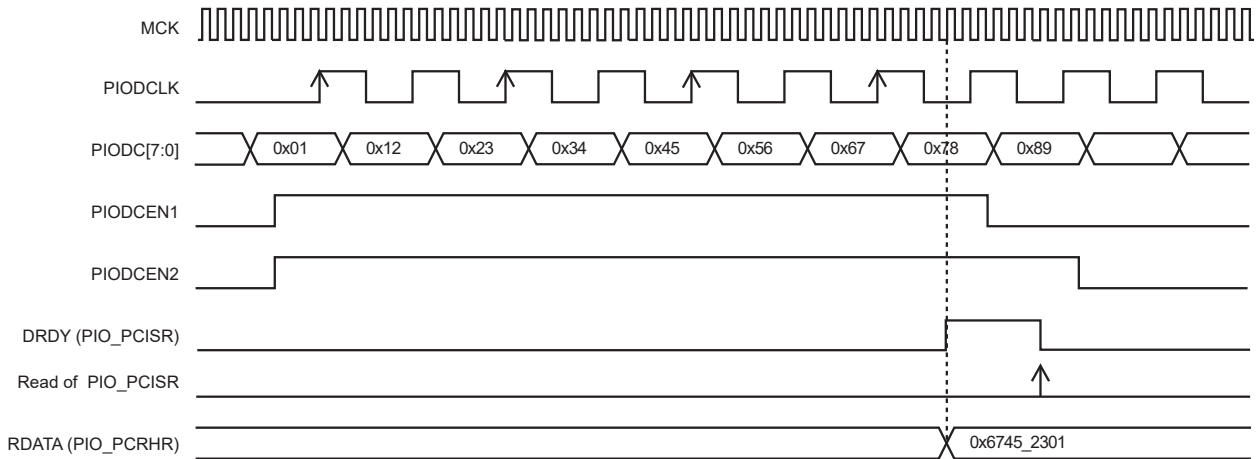 MCK
PIODCLK
PIODC[7:0] 0x01 0x12 0x23 0x34 0x45 0x56 0x67 0x78 0x89
PIODCEN1
PIODCEN2
DRDY (PIO_PCISR)
Read of PIO_PCISR
RDATA (PIO_PCRHR) 0x6745_2301